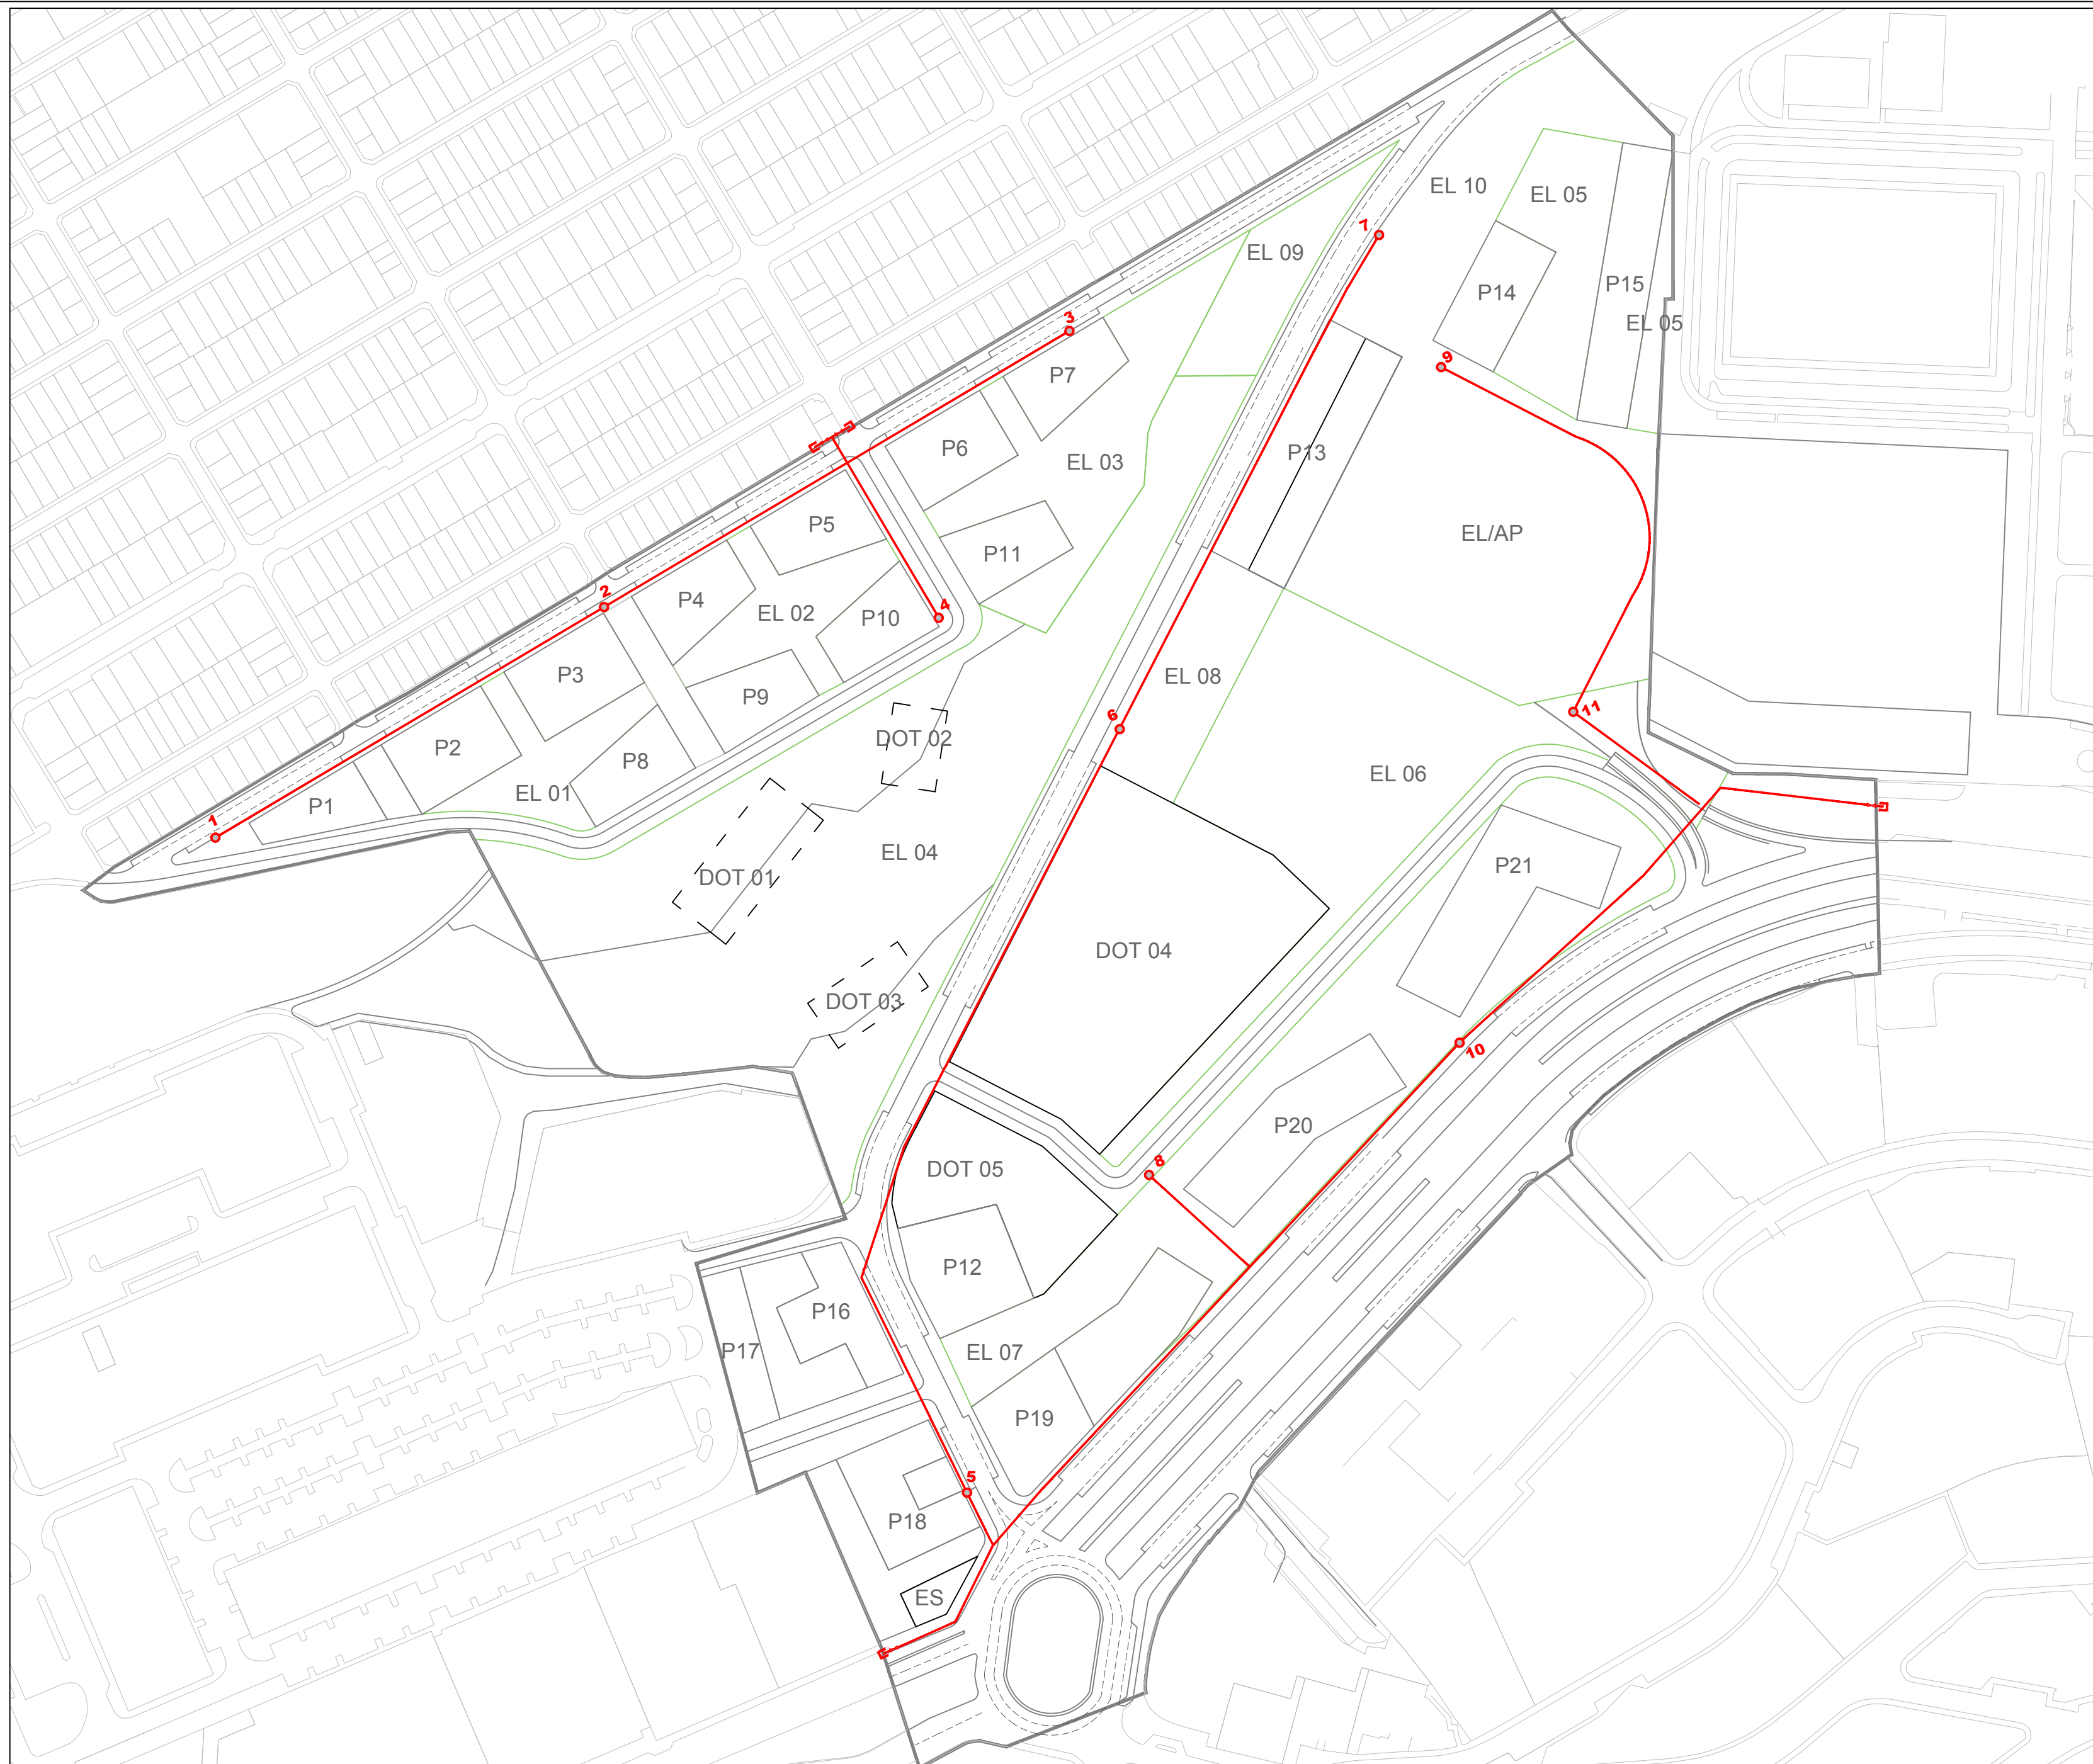 EL 10
EL 05
7
EL 09
P15
P14
3
EL 05
9
P7
P6
P13
EL 03
P5
EL/AP
P11
2
P4
EL 02
P10
4
P3
EL 08
P9
11
6
DOT 02
P2
P8
EL 06
EL 01
P1
1
EL 04
P21
DOT 01
DOT 04
DOT 03
10
P20
8
DOT 05
P12
P16
P17
EL 07
P19
5
P18
ES